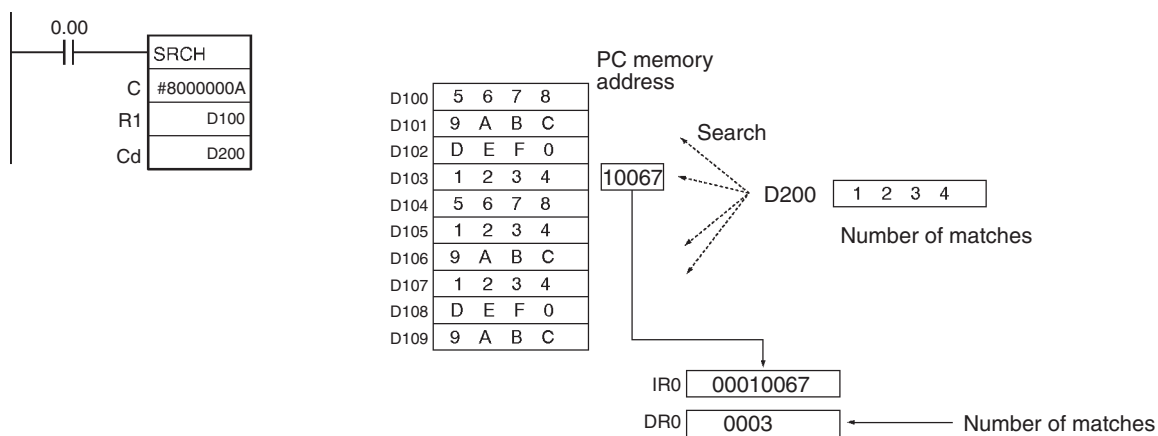 0.00
SRCH
C #8000000A
R1 D100
Cd D200
PC memory
address
D100 5 6 7 8
D101 9 A B C
D102 D E F 0
D103 1 2 3 4 10067
D104 5 6 7 8
D105 1 2 3 4
D106 9 A B C
D107 1 2 3 4
D108 D E F 0
D109 9 A B C
Search
D200 1 2 3 4
Number of matches
IR0 00010067
DR0 0003 Number of matches